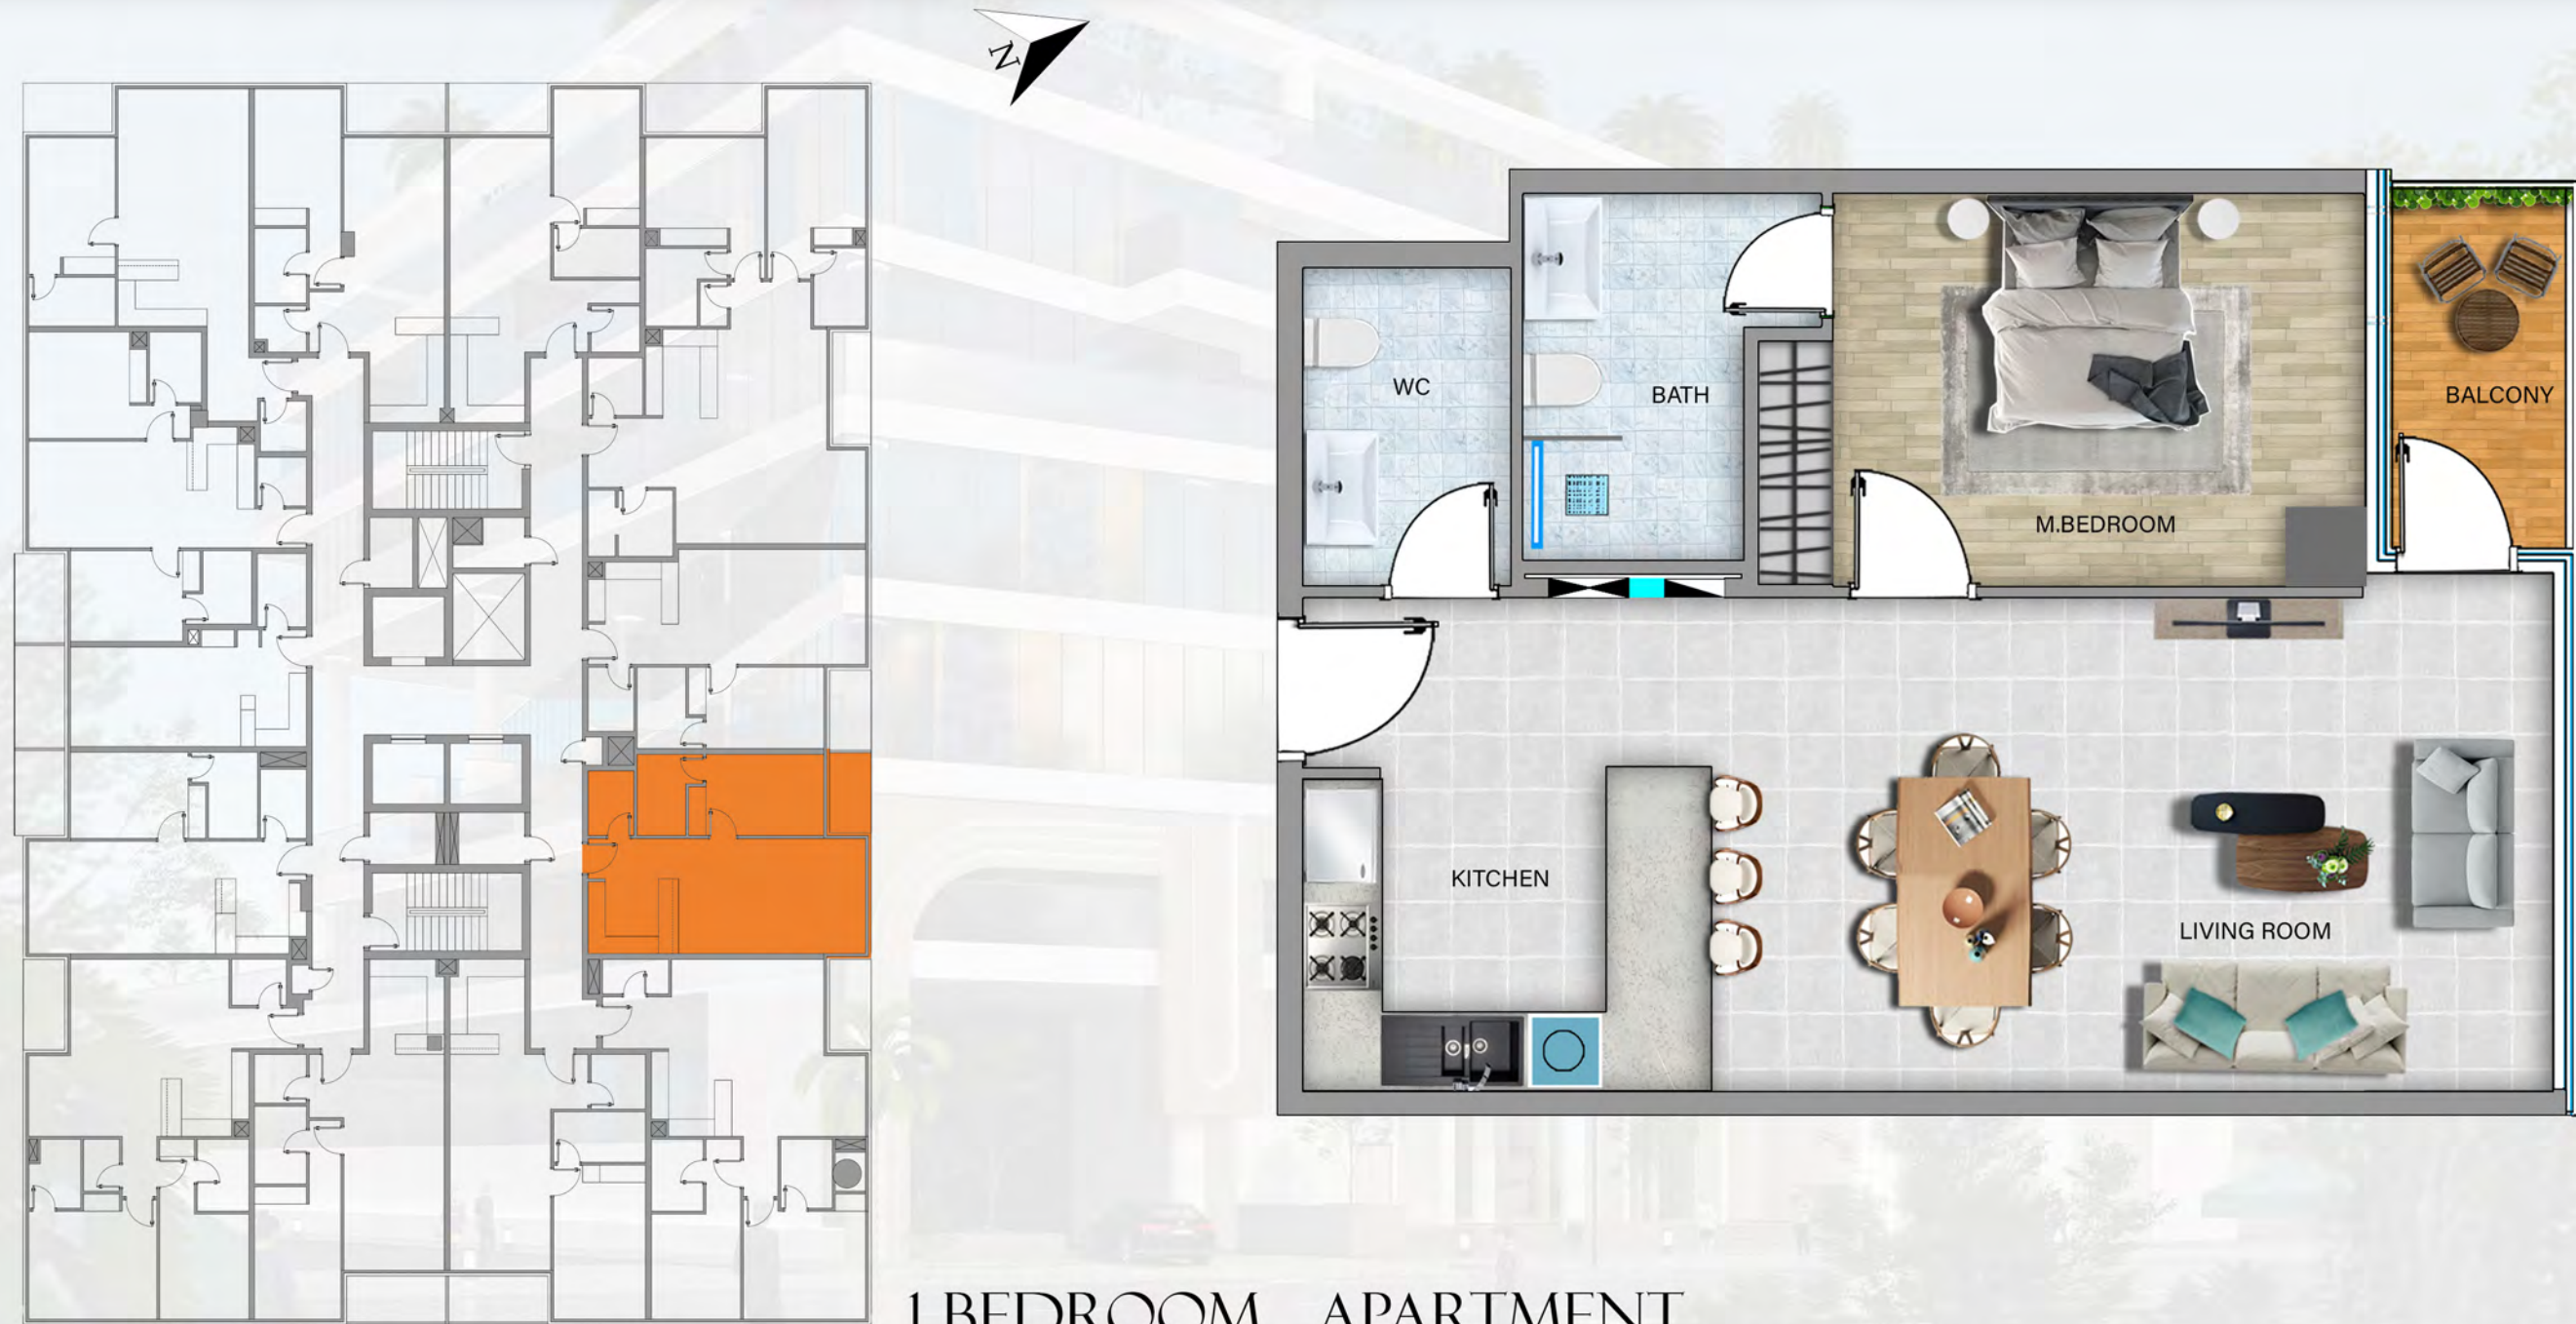 N
WC
BATH
M.BEDROOM
BALCONY
KITCHEN
LIVING ROOM
1 BEDROOM APARTMENT